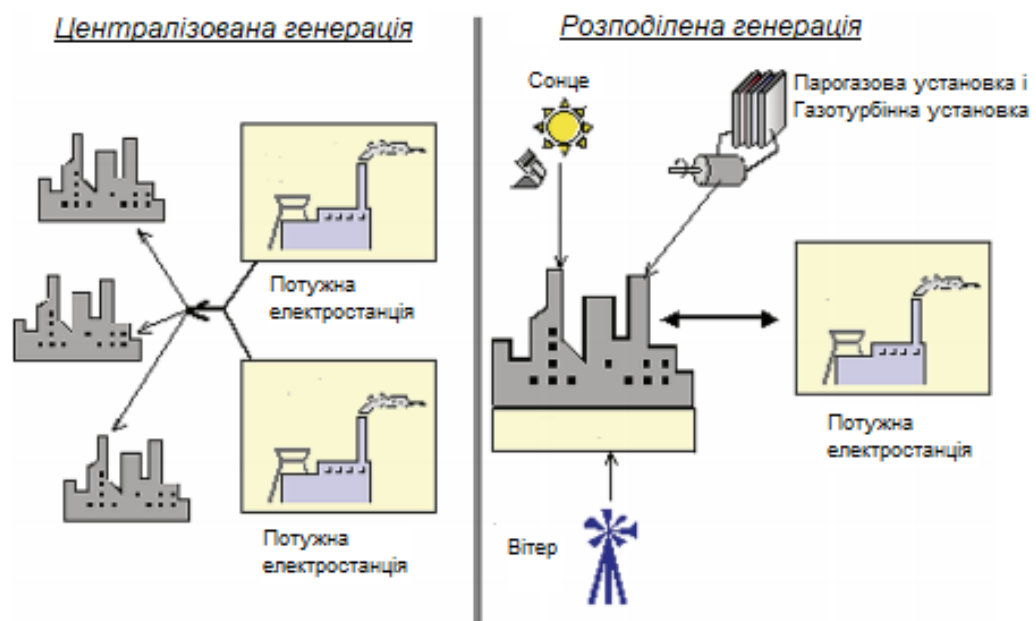 Централізована генерація
Потужна
електростанція
Потужна
електростанція
Розподілена генерація
Сонце
Парогазова установка і
Газотурбінна установка
Потужна
електростанція
Вітер